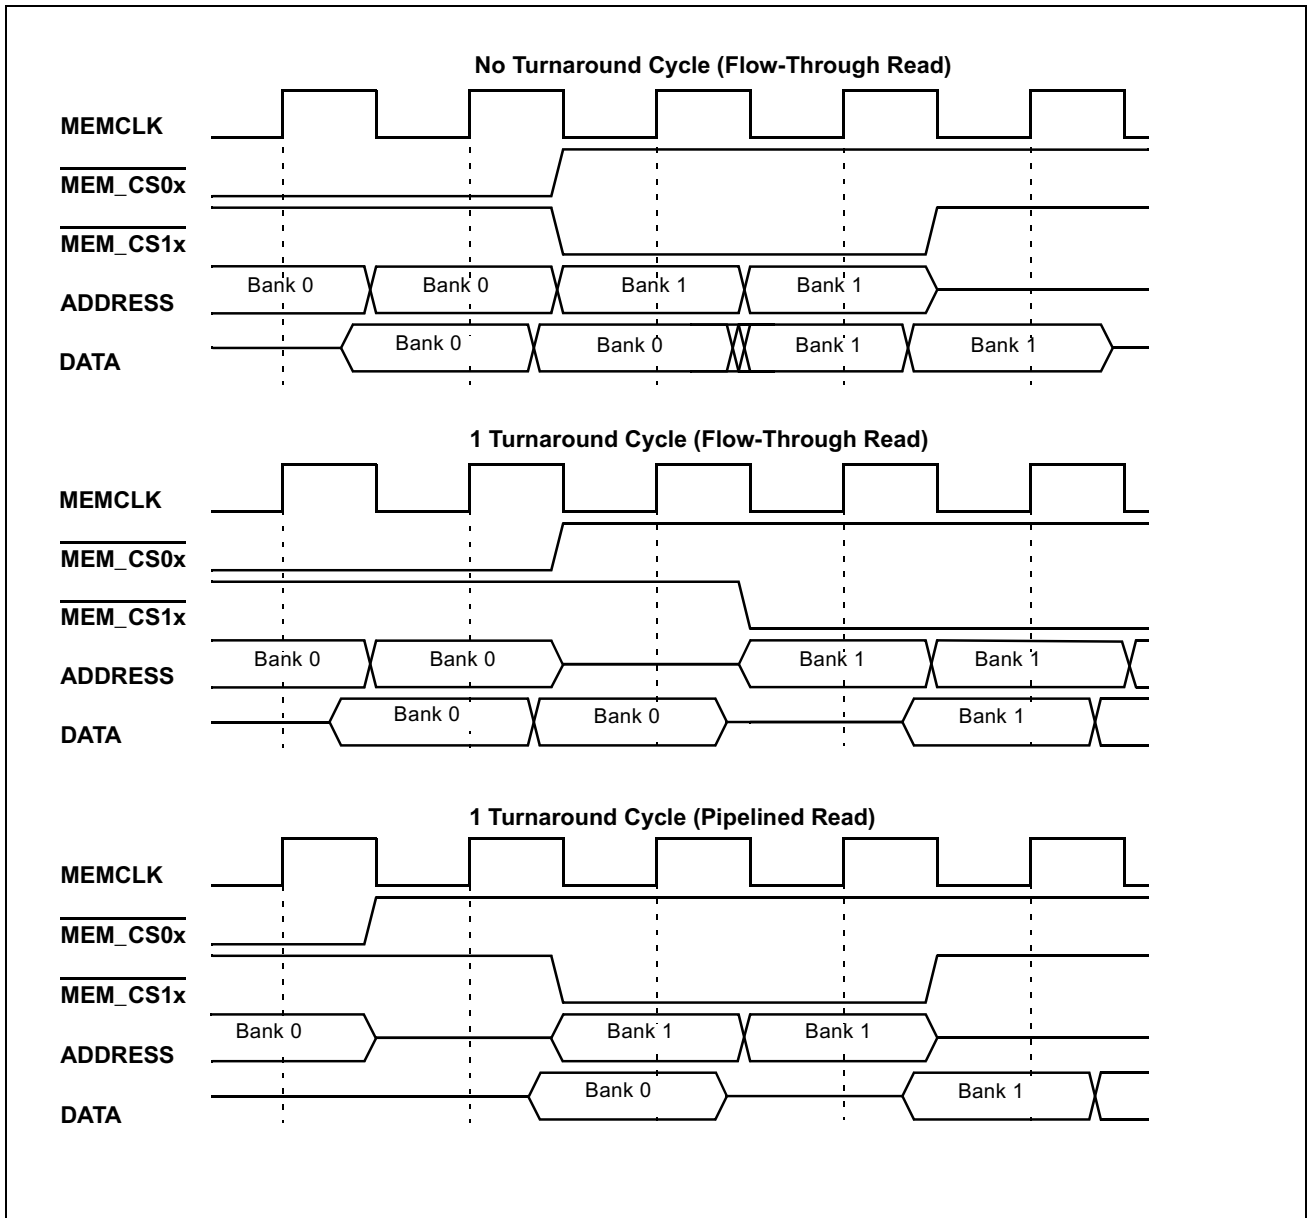 No Turnaround Cycle (Flow-Through Read)
MEMCLK
MEM_CS0x
MEM_CS1x
ADDRESS Bank 0 Bank 0 Bank 1 Bank 1
DATA Bank 0 Bank 0 Bank 1 Bank 1
1 Turnaround Cycle (Flow-Through Read)
MEMCLK
MEM_CS0x
MEM_CS1x
ADDRESS Bank 0 Bank 0 Bank 1 Bank 1
DATA Bank 0 Bank 0 Bank 1
1 Turnaround Cycle (Pipelined Read)
MEMCLK
MEM_CS0x
MEM_CS1x
ADDRESS Bank 0 Bank 1 Bank 1
DATA Bank 0 Bank 1